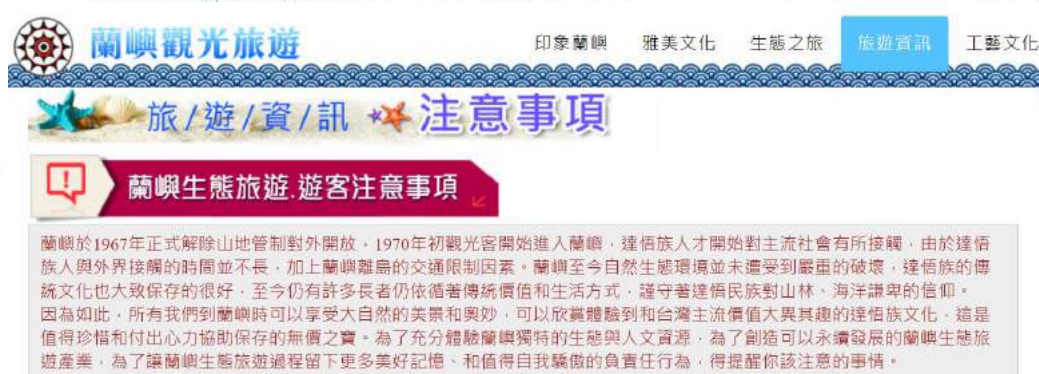 蘭嶼觀光旅遊
印象蘭嶼 雅美文化 生態之旅 旅遊資訊 工藝文化
旅/遊/資/訊 注意事項
蘭嶼生態旅遊.遊客注意事項
蘭嶼於1967年正式解除山地管制對外開放，1970年初觀光客開始進入蘭嶼，達悟族人才開始對主流社會有所接觸，由於達悟
族人與外界接觸的時間並不長，加上蘭嶼離島的交通限制因素。蘭嶼至今自然生態環境並未遭受到嚴重的破壞，達悟族的傳
統文化也大致保存的很好，至今仍有許多長者仍依循著傳統價值和生活方式，謹守著達悟民族對山林、海洋謙卑的信仰。
因為如此，所有我們到蘭嶼時可以享受大自然的美景和奧妙，可以欣賞體驗到和台灣主流價值大異其趣的達悟族文化，這是
值得珍惜和付出心力協助保存的無價之寶。為了充分體驗蘭嶼獨特的生態與人文資源，為了創造可以永續發展的蘭嶼生態旅
遊產業，為了讓蘭嶼生態旅遊過程留下更多美好記憶、和值得自我驕傲的負責任行為，得提醒你該注意的事情。